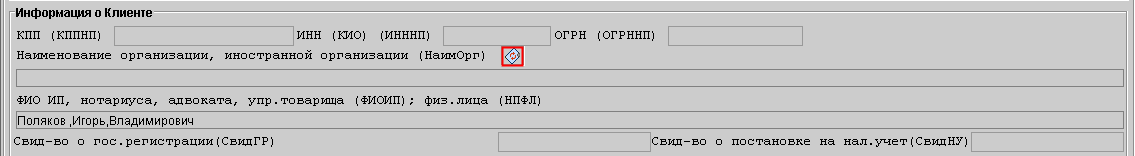 Информация о Клиенте
КПП (КППНП) ИНН (КИО) (ИНННП) ОГРН (ОГРННП)
Наименование организации, иностранной организации (НаимОрг)
ФИО ИП, нотариуса, адвоката, упр.товарища (ФИОИП); физ.лица (НПФЛ)
Поляков ,Игорь,Владимирович
Свид-во о гос.регистрации(СвидГР) Свид-во о постановке на нал.учет(СвидНУ)